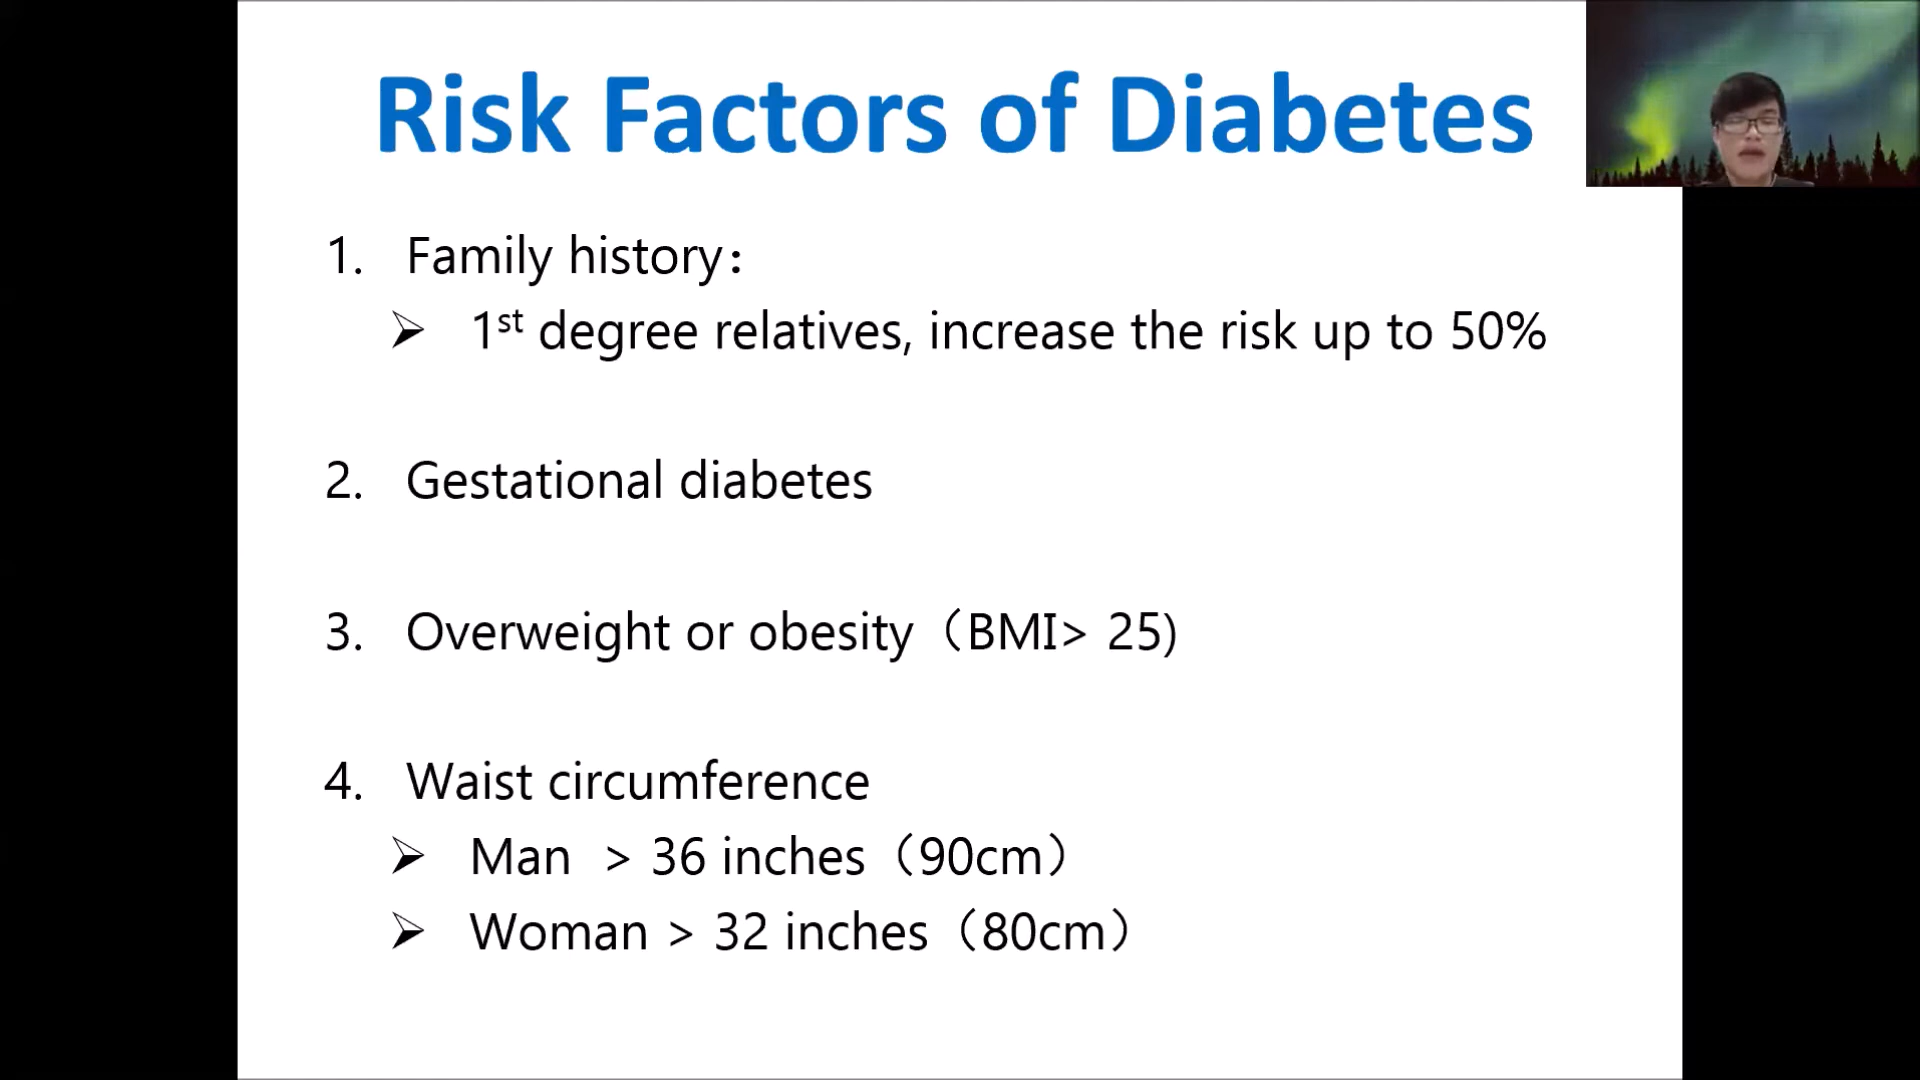 Risk Factors of Diabetes
1. Family history：
➢ 1st degree relatives, increase the risk up to 50%
2. Gestational diabetes
3. Overweight or obesity（BMI> 25)
4. Waist circumference
➢ Man > 36 inches（90cm）
➢ Woman > 32 inches（80cm）